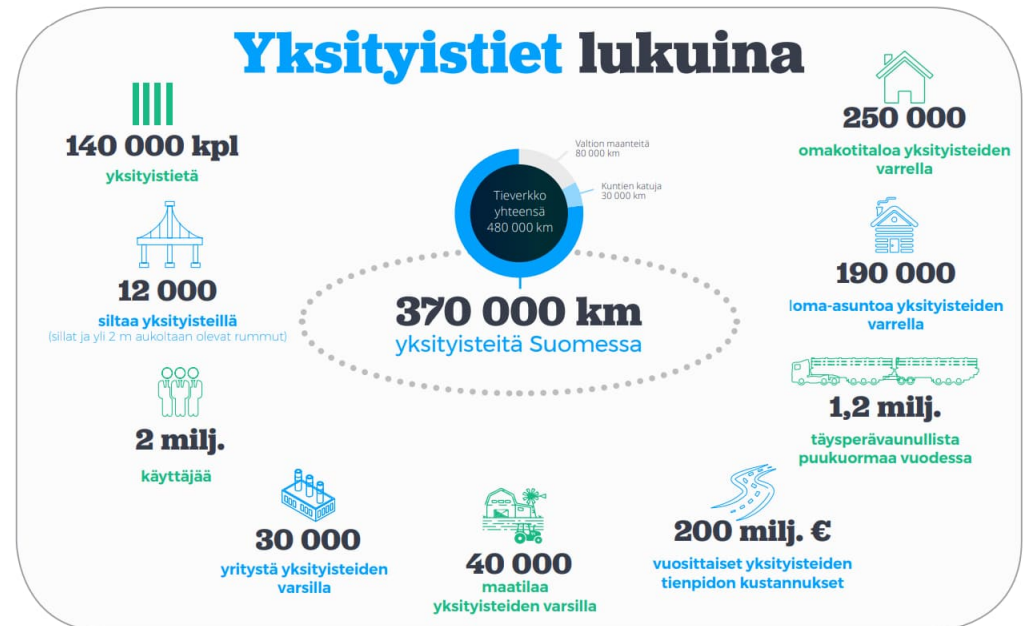 Yksityistiet lukuina
140 000 kpl
yksityistietä
12 000
siltaa yksityisteillä
(sillat ja yli 2 m aukoltaan olevat rummut)
2 milj.
käyttäjää
30 000
yritystä yksityisteiden
varsilla
40 000
maatilaa
yksityisteiden varsilla
200 milj. €
vuosittaiset yksityisteiden
tienpidon kustannukset
1,2 milj.
täysperävaunullista
puukuormaa vuodessa
190 000
loma-asuntoa yksityisteiden
varrella
250 000
omakotitaloa yksityisteiden
varrella
Valtion maanteitä
80 000 km
Kuntien katuja
30 000 km
Tieverkko
yhteensä
480 000 km
370 000 km
yksityisteitä Suomessa